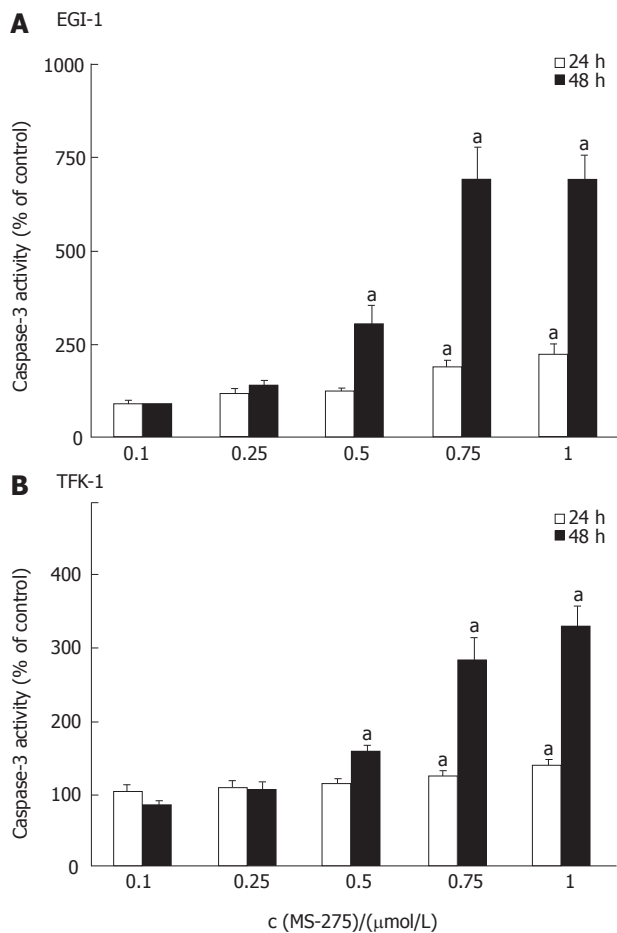 A EGI-1
1000
24 h
48 h
a
a
750
500
a
a
a
250
0
0.1 0.25 0.5 0.75 1
Caspase-3 activity (% of control)
B TFK-1
24 h
48 h
400
a
a
300
200
a
a
a
100
0
0.1 0.25 0.5 0.75 1
Caspase-3 activity (% of control)
c (MS-275)/(μmol/L)